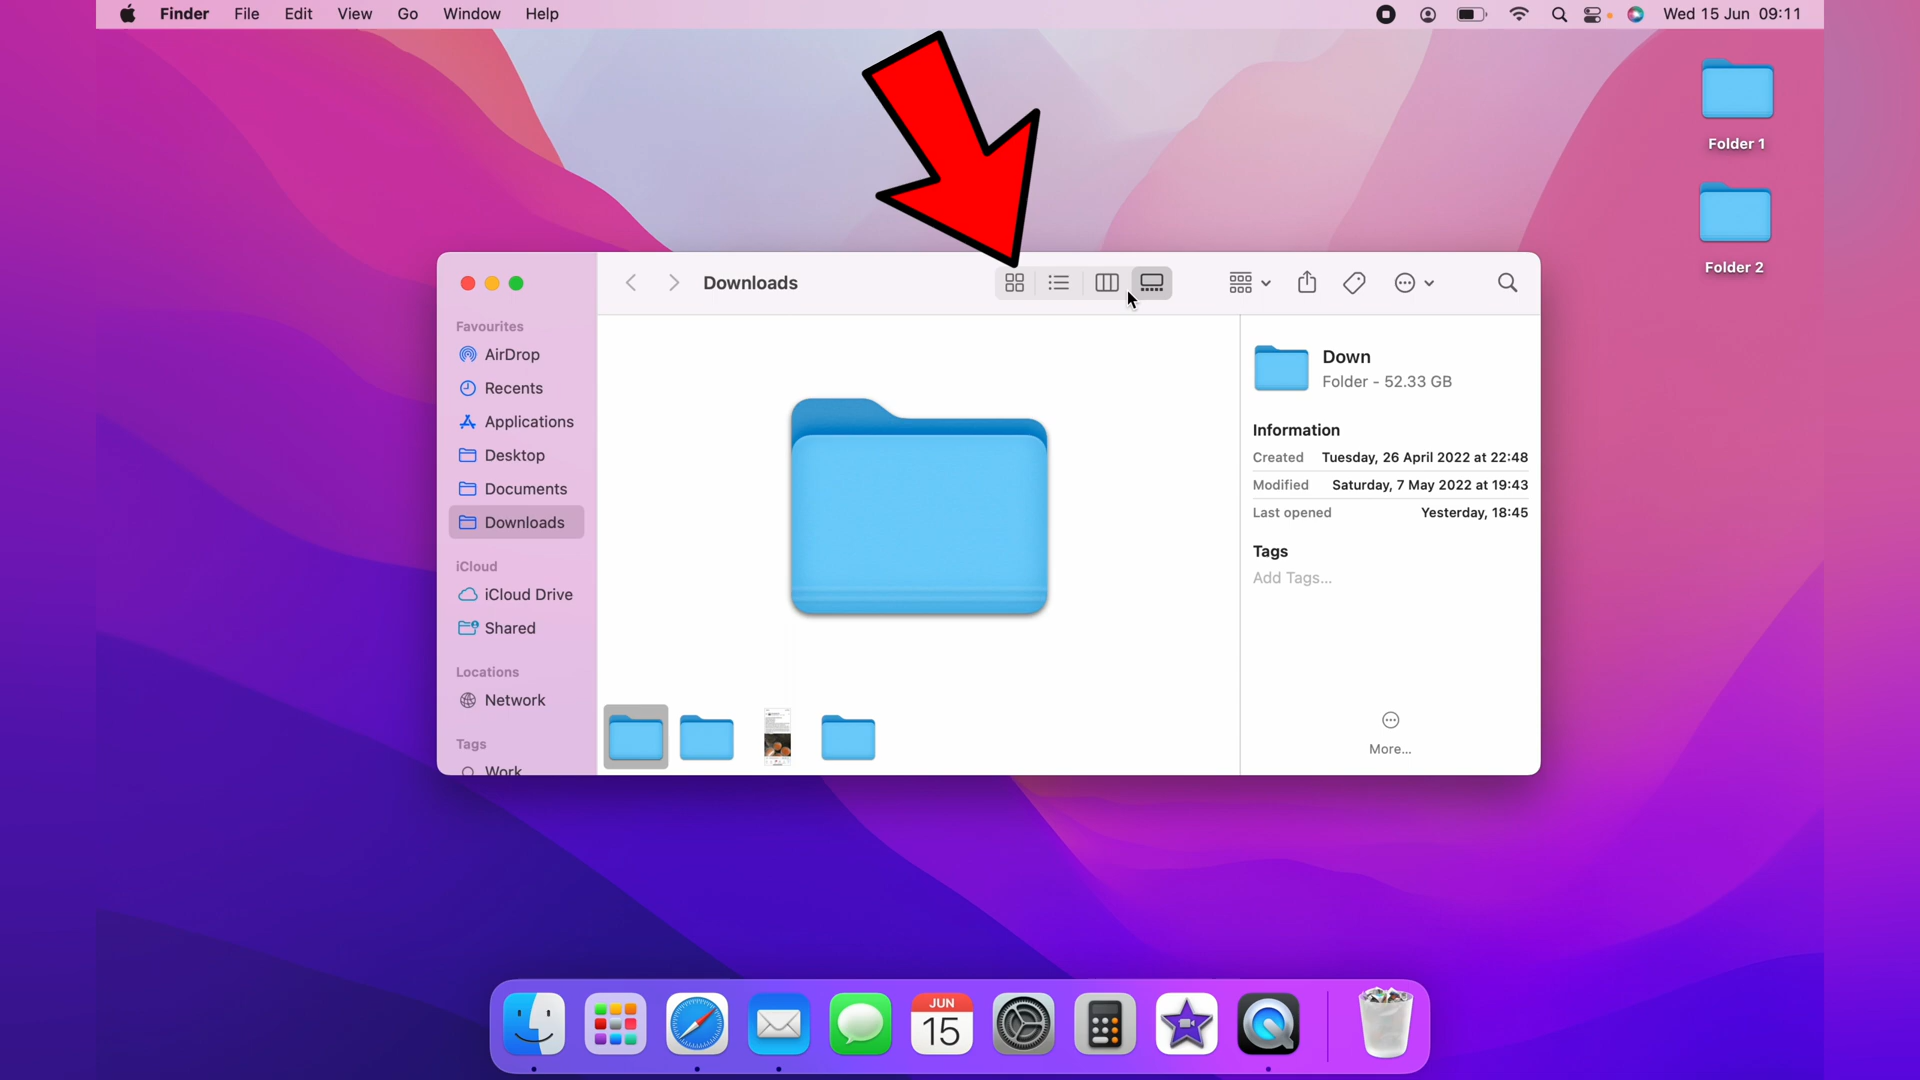 Finder File Edit View Go Window Help Wed 15 Jun 09:11
Folder 1
Folder 2
Downloads
Favourites
AirDrop
Recents
Applications
Desktop
Documents
Downloads
iCloud
iCloud Drive
Shared
Locations
Network
Tags
Work
Down
Folder - 52.33 GB
Information
Created Tuesday, 26 April 2022 at 22:48
Modified Saturday, 7 May 2022 at 19:43
Last opened Yesterday, 18:45
Tags
Add Tags...
More...
JUN
15